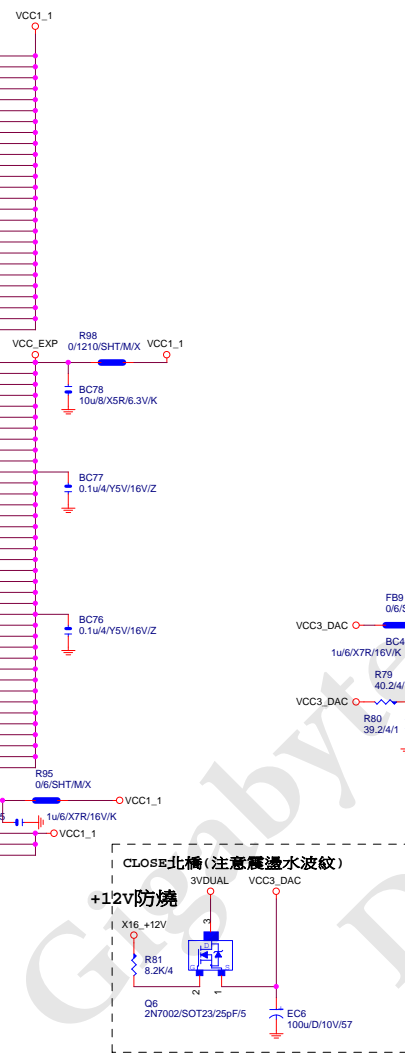 VCC1_1
R98
0/1210/SHT/M/X
VCC_EXP
VCC1_1
BC78
10u/8/X5R/6.3V/K
BC77
0.1u/4/Y5V/16V/Z
BC76
0.1u/4/Y5V/16V/Z
FB9
0/6/S
VCC3_DAC
BC4
1u/6/X7R/16V/K
R79
40.2/4/
VCC3_DAC
R80
39.2/4/1
R95
0/6/SHT/M/X
VCC1_1
5
1u/6/X7R/16V/K
VCC1_1
CLOSE北橋(注意震盪水波紋)
3VDUAL
VCC3_DAC
+12V防燒
X16_+12V
3
D
R81
8.2K/4
G
S
2
1
Q6
2N7002/SOT23/25pF/5
EC6
100u/D/10V/57
Gigabyte
D